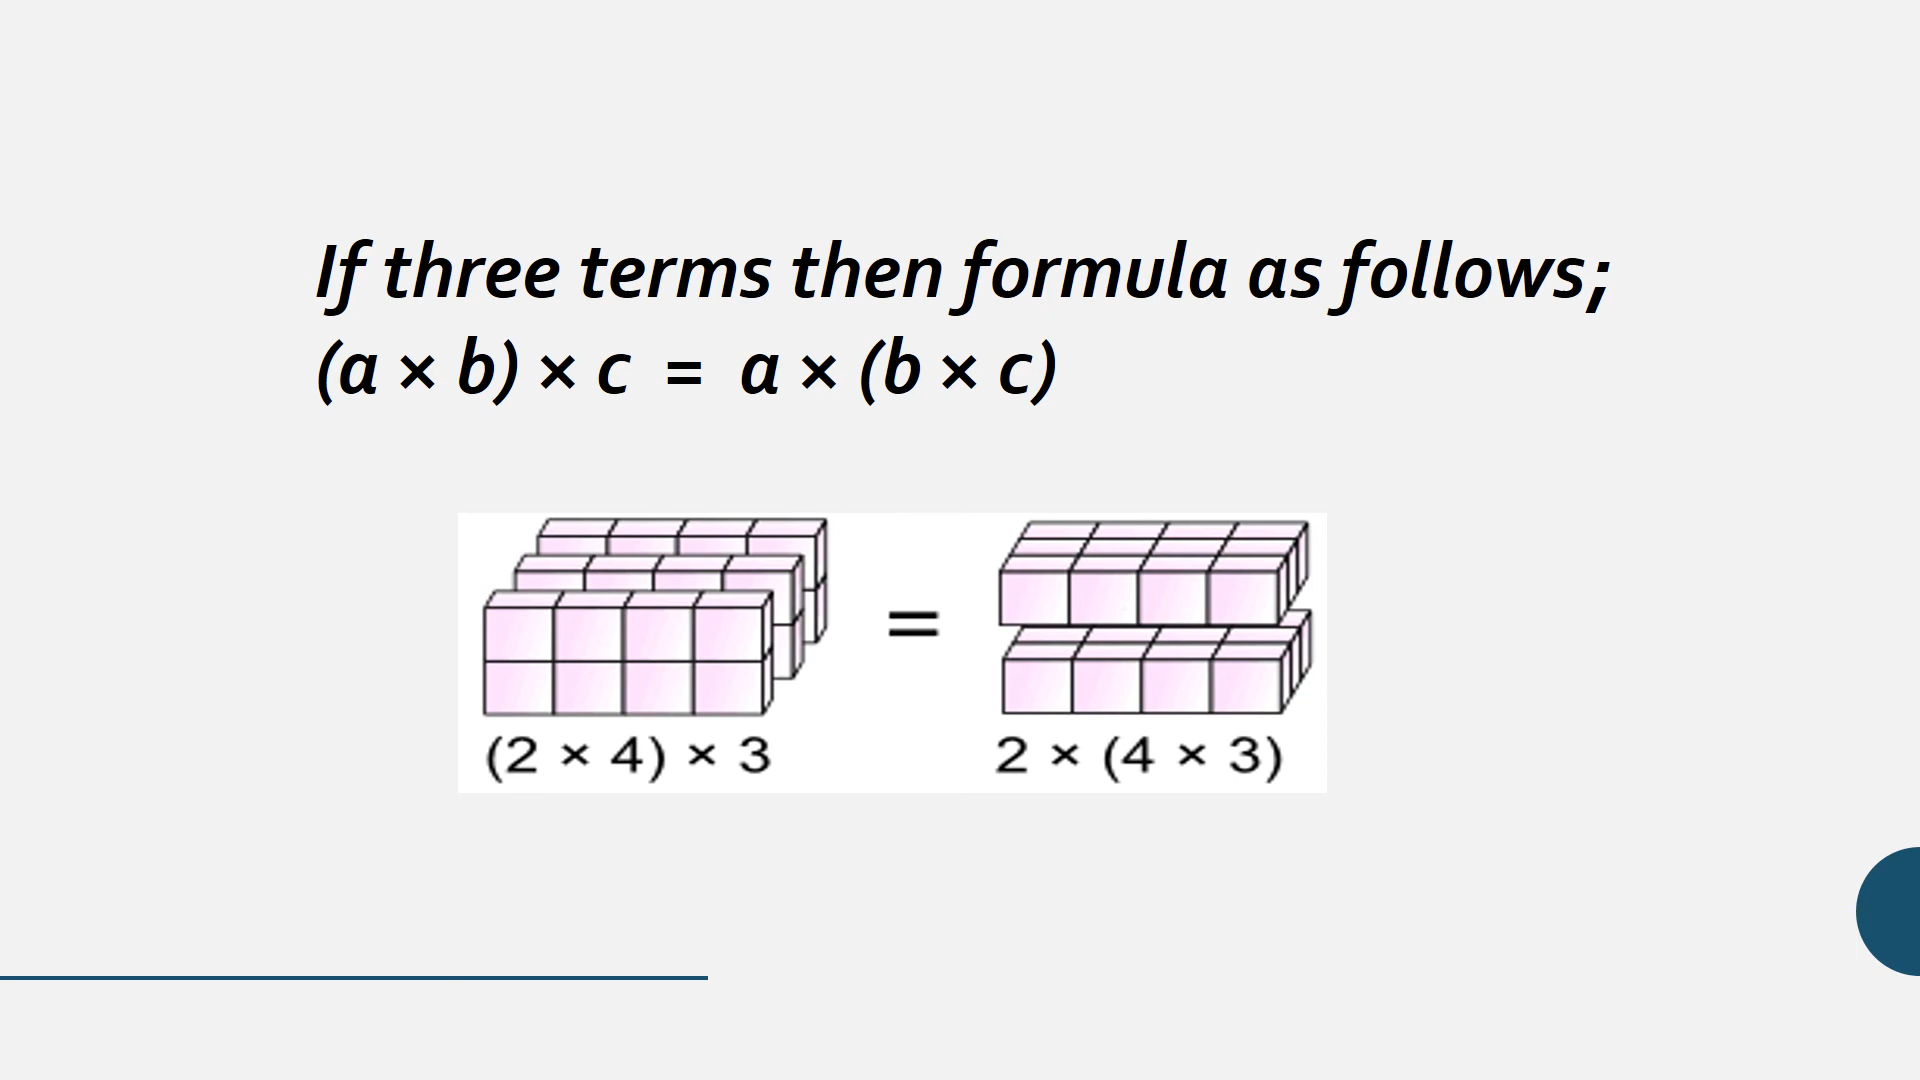 If three terms then formula as follows;
(a × b) × c = a × (b × c)
=
(2 × 4) × 3 2 × (4 × 3)